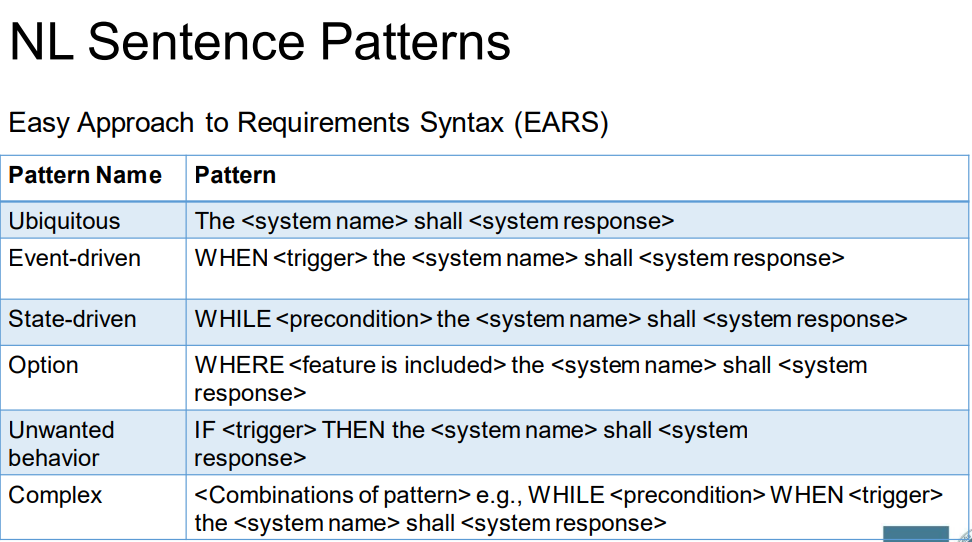 NL Sentence Patterns
Easy Approach to Requirements Syntax (EARS)
Pattern Name Pattern
Ubiquitous The <system name> shall <system response>
Event-driven WHEN <trigger> the <system name> shall <system response>
State-driven WHILE <precondition> the <system name> shall <system response>
Option WHERE <feature is included> the <system name> shall <system
response>
Unwanted IF <trigger> THEN the <system name> shall <system
behavior response>
Complex <Combinations of pattern> e.g., WHILE <precondition> WHEN <trigger>
the <system name> shall <system response>